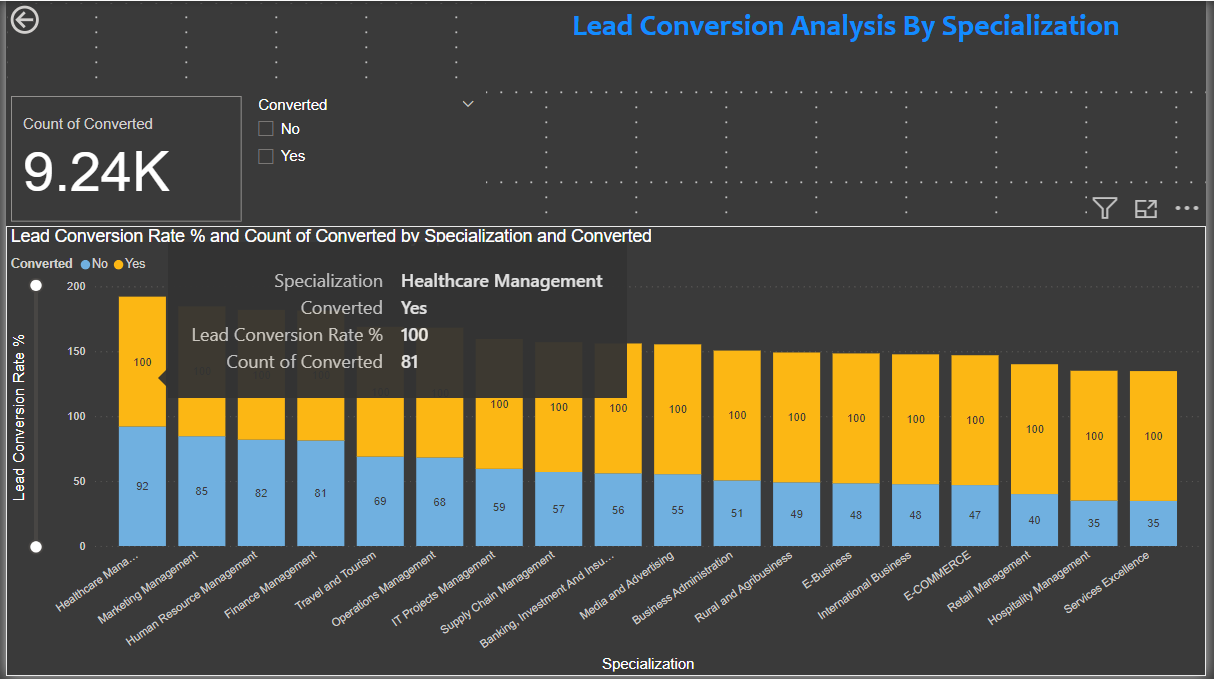 Lead Conversion Analysis By Specialization
Count of Converted
9.24K
Converted
No
Yes
Lead Conversion Rate % and Count of Converted by Specialization and Converted
Converted No Yes
Specialization Healthcare Management
Converted Yes
Lead Conversion Rate % 100
Count of Converted 81
Lead Conversion Rate %
200
150
100
50
0
100
100
100
100
100
100
100
100
100
100
100
100
100
92
85
82
81
69
68
59
57
56
55
51
49
48
48
47
40
35
35
Healthcare Mana...
Marketing Management
Human Resource Management
Finance Management
Travel and Tourism
Operations Management
IT Projects Management
Supply Chain Management
Banking, Investment And Insu...
Media and Advertising
Business Administration
Rural and Agribusiness
E-Business
International Business
E-COMMERCE
Retail Management
Hospitality Management
Services Excellence
Specialization